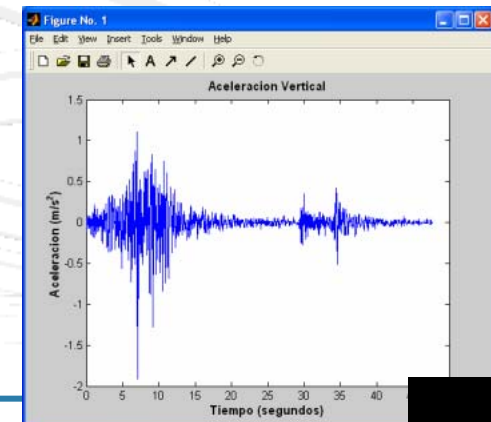 Figure No. 1
File Edit View Insert Tools Window Help
Aceleracion Vertical
1.5
1
0.5
0
-0.5
-1
-1.5
-2
Aceleracion (m/s²)
0 5 10 15 20 25 30 35 40
Tiempo (segundos)